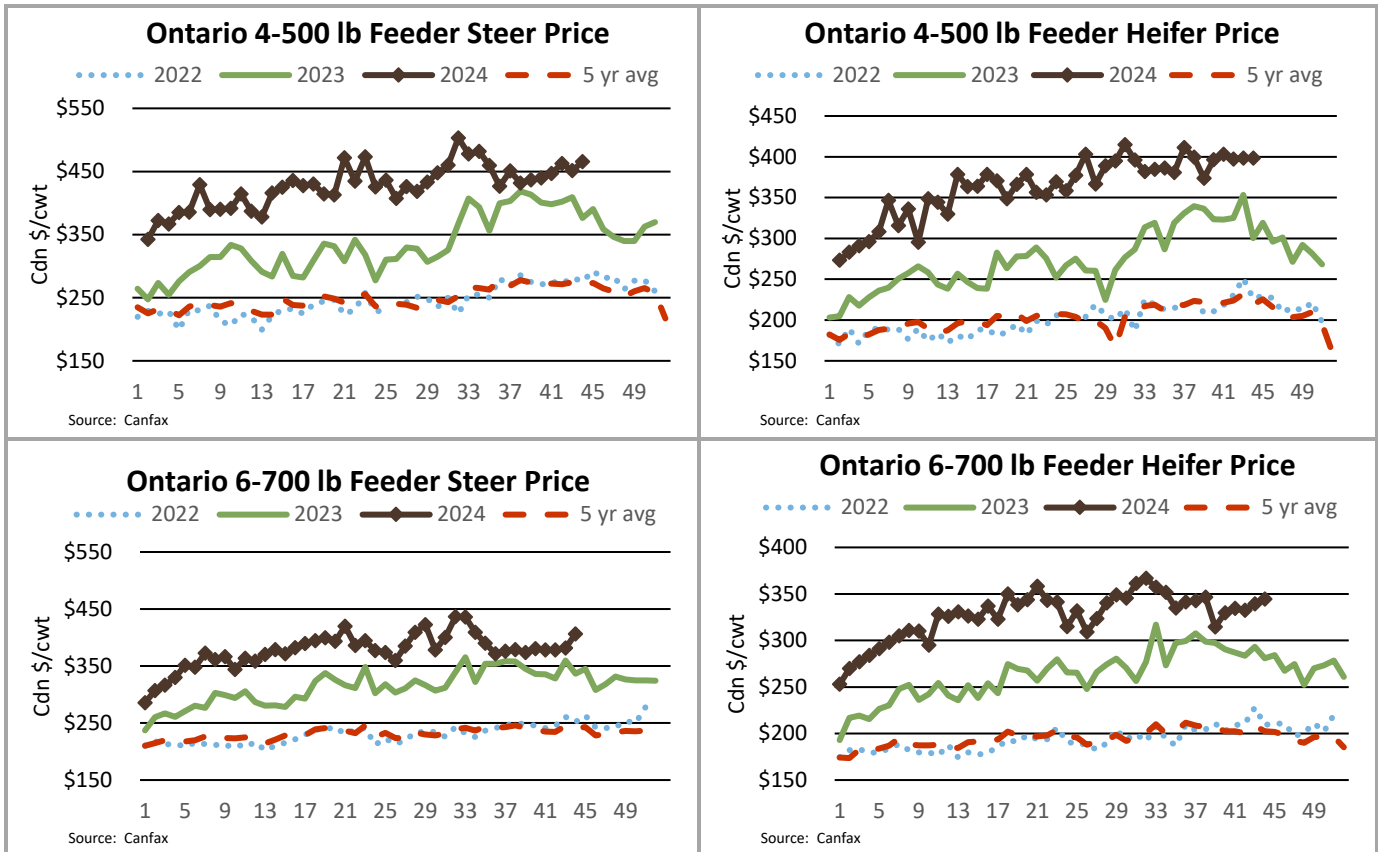 Ontario 4-500 lb Feeder Steer Price
2022 2023 2024 5 yr avg
$550
$450
$350
$250
$150
Cdn $/cwt
1 5 9 13 17 21 25 29 33 37 41 45 49
Source: Canfax
Ontario 4-500 lb Feeder Heifer Price
2022 2023 2024 5 yr avg
$450
$400
$350
$300
$250
$200
$150
Cdn $/cwt
1 5 9 13 17 21 25 29 33 37 41 45 49
Source: Canfax
Ontario 6-700 lb Feeder Steer Price
2022 2023 2024 5 yr avg
$550
$450
$350
$250
$150
Cdn $/cwt
1 5 9 13 17 21 25 29 33 37 41 45 49
Source: Canfax
Ontario 6-700 lb Feeder Heifer Price
2022 2023 2024 5 yr avg
$400
$350
$300
$250
$200
$150
Cdn $/cwt
1 5 9 13 17 21 25 29 33 37 41 45 49
Source: Canfax